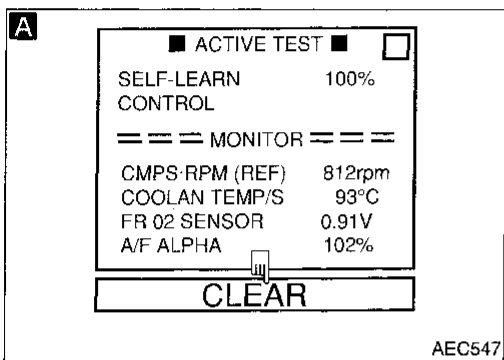 A
■ ACTIVE TEST ■
SELF-LEARN 100%
CONTROL
=== MONITOR ===
CMPS·RPM (REF) 812rpm
COOLAN TEMP/S 93°C
FR 02 SENSOR 0.91V
A/F ALPHA 102%
CLEAR
AEC547